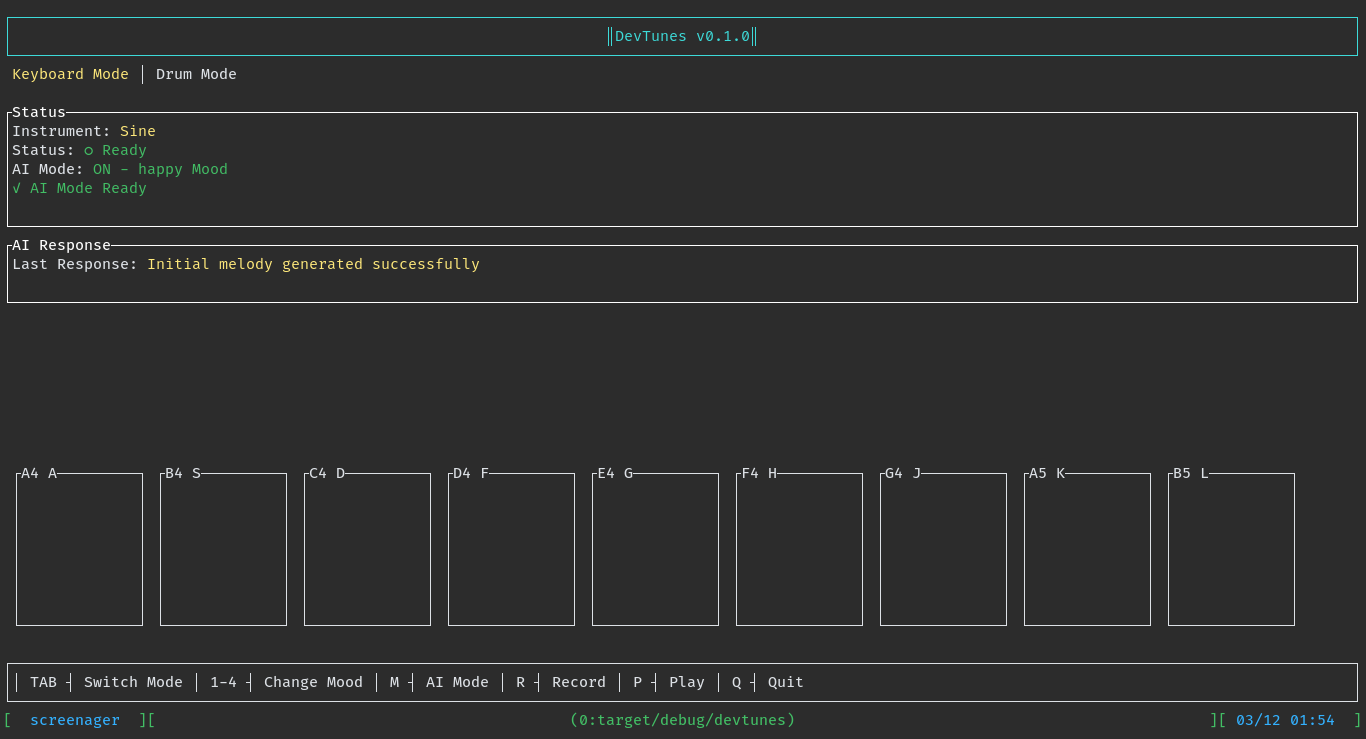 DevTunes v0.1.0
Keyboard Mode │ Drum Mode
Status
Instrument: Sine
Status: ○ Ready
AI Mode: ON - happy Mood
√ AI Mode Ready
AI Response
Last Response: Initial melody generated successfully
A4 A B4 S C4 D D4 F E4 G F4 H G4 J A5 K B5 L
│ TAB ┤ Switch Mode │ 1-4 ┤ Change Mood │ M ┤ AI Mode │ R ┤ Record │ P ┤ Play │ Q ┤ Quit
[ screenager ][ (0:target/debug/devtunes) ][ 03/12 01:54 ]